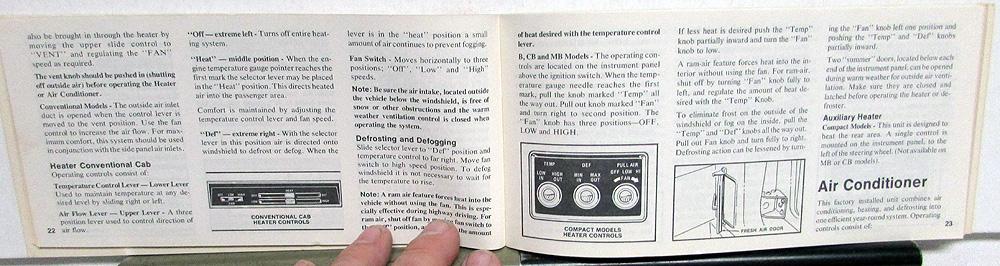 also be brought in through the heater by
moving the upper slide control to
"VENT" and regulating the "FAN"
speed as required.
The vent knob should be pushed in (shutting
off outside air) before operating the Heater
or Air Conditioner.
Conventional Models - The outside air inlet
duct is opened when the control lever is
moved to the vent position. Use the fan
control to increase the air flow. For max-
imum comfort, this system should be used
in conjunction with the side panel air inlets.
Heater Conventional Cab
Operating controls consist of:
Temperature Control Lever — Lower Lever
Used to maintain temperature at any de-
sired level by sliding right or left.
Air Flow Lever — Upper Lever - A three
position lever used to control direction of
22 air flow.
"Off — extreme left - Turns off entire heat-
ing system.
"Heat" — middle position - When the en-
gine temperature gauge pointer reaches the
first mark the selector lever may be placed
in the "Heat" position. This directs heated
air into the passenger area.
Comfort is maintained by adjusting the
temperature control lever and fan speed.
"Def" — extreme right - With the selector
lever in this position air is directed onto
windshield to defrost or defog. When the
CONVENTIONAL CAB
HEATER CONTROLS
lever is in the "heat" position a small
amount of air continues to prevent fogging.
Fan Switch - Moves horizontally to three
positions; "Off", "Low" and "High"
speeds.
Note: Be sure the air intake, located outside
the vehicle below the windshield, is free of
snow or other obstructions and the warm
weather ventilation control is closed when
operating the system.
Defrosting and Defogging
Slide selector lever to "Def" position and
temperature control to far right. Move fan
switch to high speed position. To defog
windshield it is not necessary to wait for
the temperature to rise.
Note: A ram air feature forces heat into the
vehicle without using the fan. This is espe-
cially effective during highway driving. For
ram air, shut off fan by moving fan switch to
the position, a the amount
of heat desired with the temperature control
lever.
B, CB and MB Models - The operating con-
trols are located on the instrument panel
above the ignition switch. When the temp-
erature gauge needle reaches the first
mark, pull the knob marked "Temp" all
the way out. Pull out knob marked "Fan"
and turn right to second position. The
"Fan" knob has three positions—OFF,
LOW and HIGH.
TEMP DEF PULL AIR
LOW HIGH MIN MAX OFF LOW HI
IN OUT IN OUT FAN
COMPACT MODELS
HEATER CONTROLS
If less heat is desired push the "Temp"
knob partially inward and turn the "Fan"
knob to low.
A ram-air feature forces heat into the in-
terior without using the fan. For ram-air,
shut off by turning "Fan" knob fully to
left, and regulate the amount of heat de-
sired with the "Temp" Knob.
To eliminate frost on the outside of the
windshield or fog on the inside, pull the
"Temp" and "Def" knobs all the way out.
Pull out Fan Knob and turn fully to right.
Defrosting action can be lessened by turn-
FRESH AIR DOOR
ing the "Fan" knob left one position and
pushing the "Temp" and "Def" knobs
partially inward.
Two "summer" doors, located below each
end of the instrument panel, can be opened
during warm weather for outside air venti-
lation. Make sure they are closed and
latched before operating the Heater or de-
froster.
Auxiliary Heater
Compact Models - This unit is designed to
heat the rear area. A single control is
mounted on the instrument panel, to the
left of the steering wheel. (Not available on
MB or CB models).
Air Conditioner
This factory installed unit combines air
conditioning, heating, and defrosting into
one efficient year-round system. Operating
controls consist of: 23